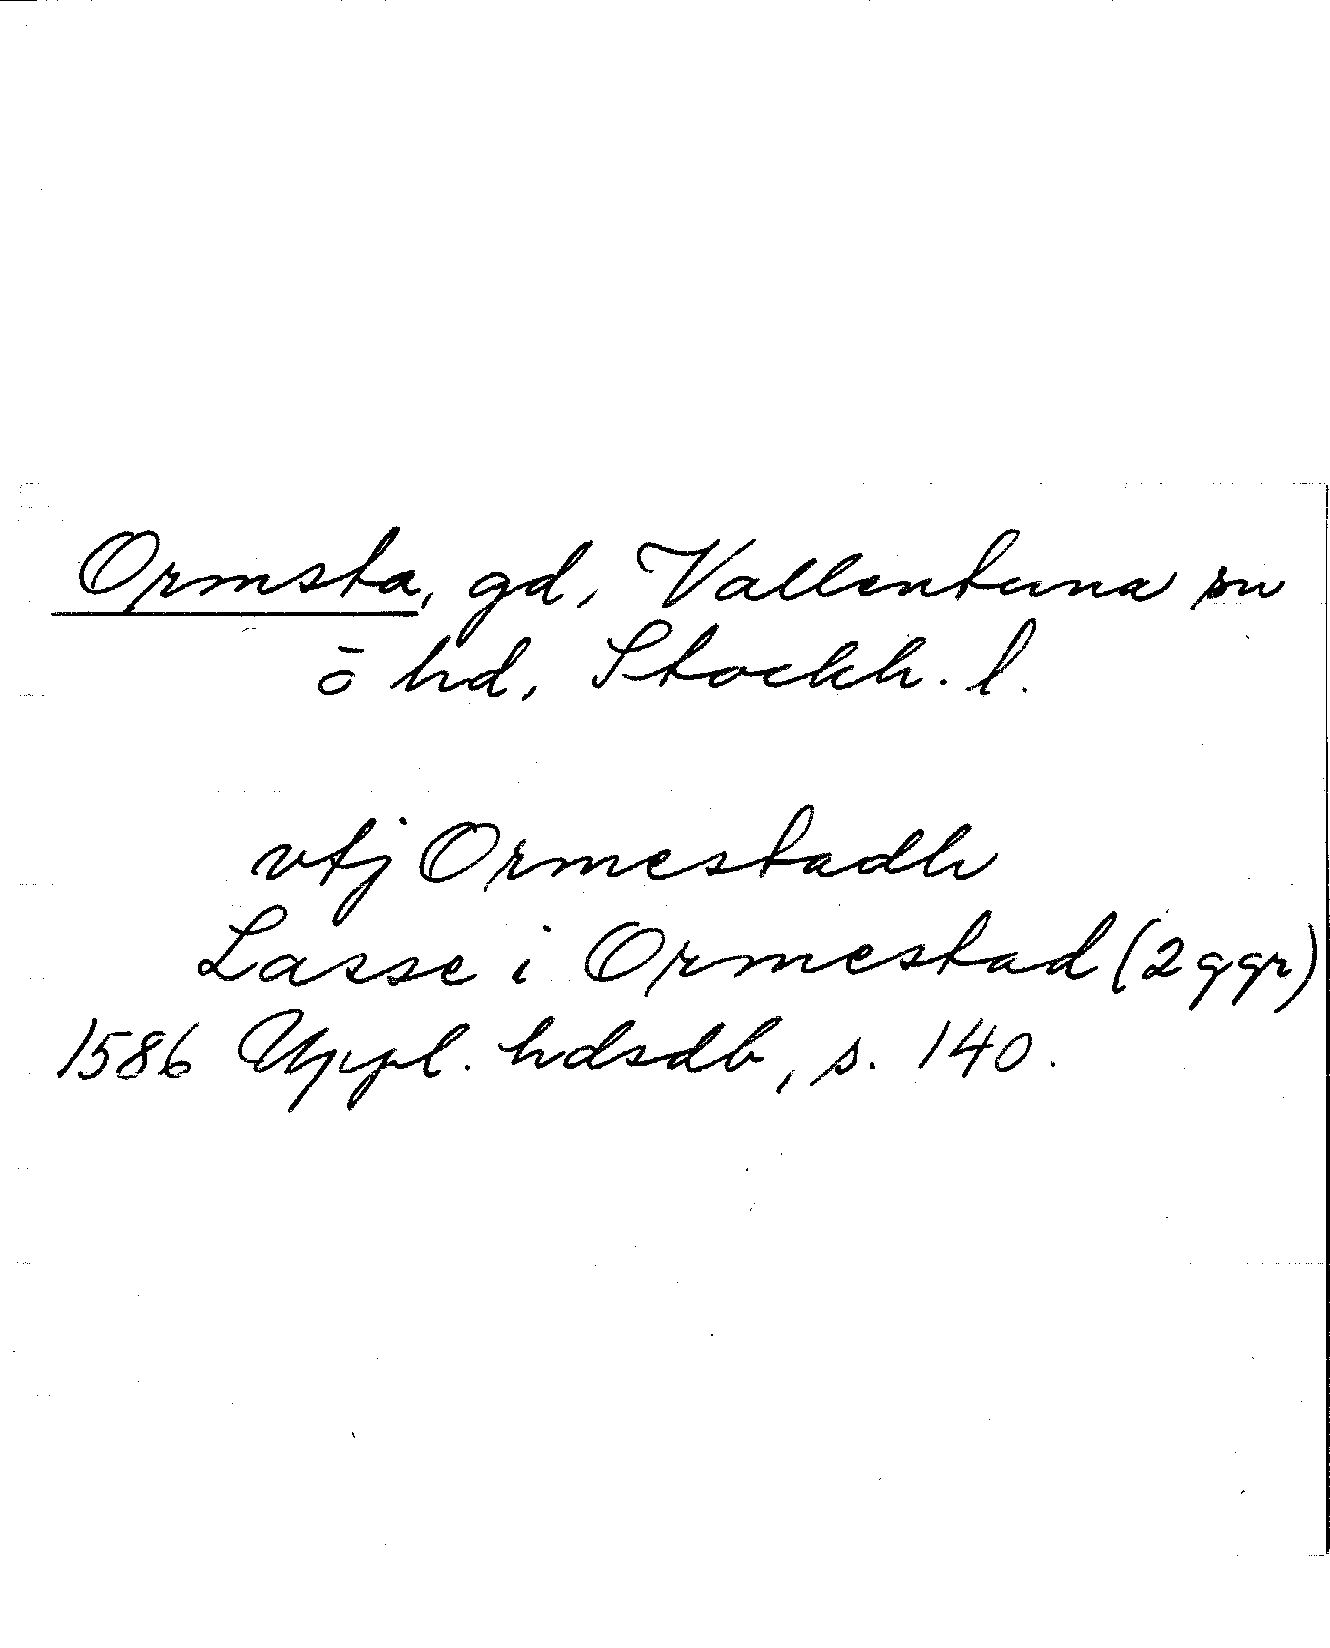 Ormsta, gd, Vallentuna sn
ō hd, Stockh. l.
vtj Ormestadh
Lasse i Ormestad (2 ggr)
1586 Uppl. hdsdb, s. 140.